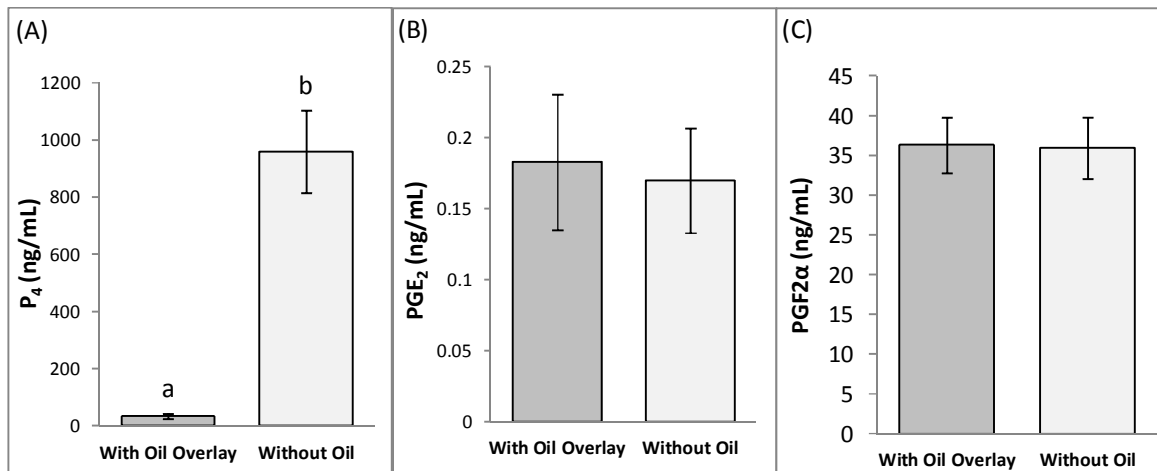 (A)
b
a
1200
1000
800
600
400
200
0
P₄ (ng/mL)
With Oil Overlay Without Oil
(B)
0.25
0.2
0.15
0.1
0.05
0
PGE₂ (ng/mL)
With Oil Overlay Without Oil
(C)
45
40
35
30
25
20
15
10
5
0
PGF2α (ng/mL)
With Oil Overlay Without Oil